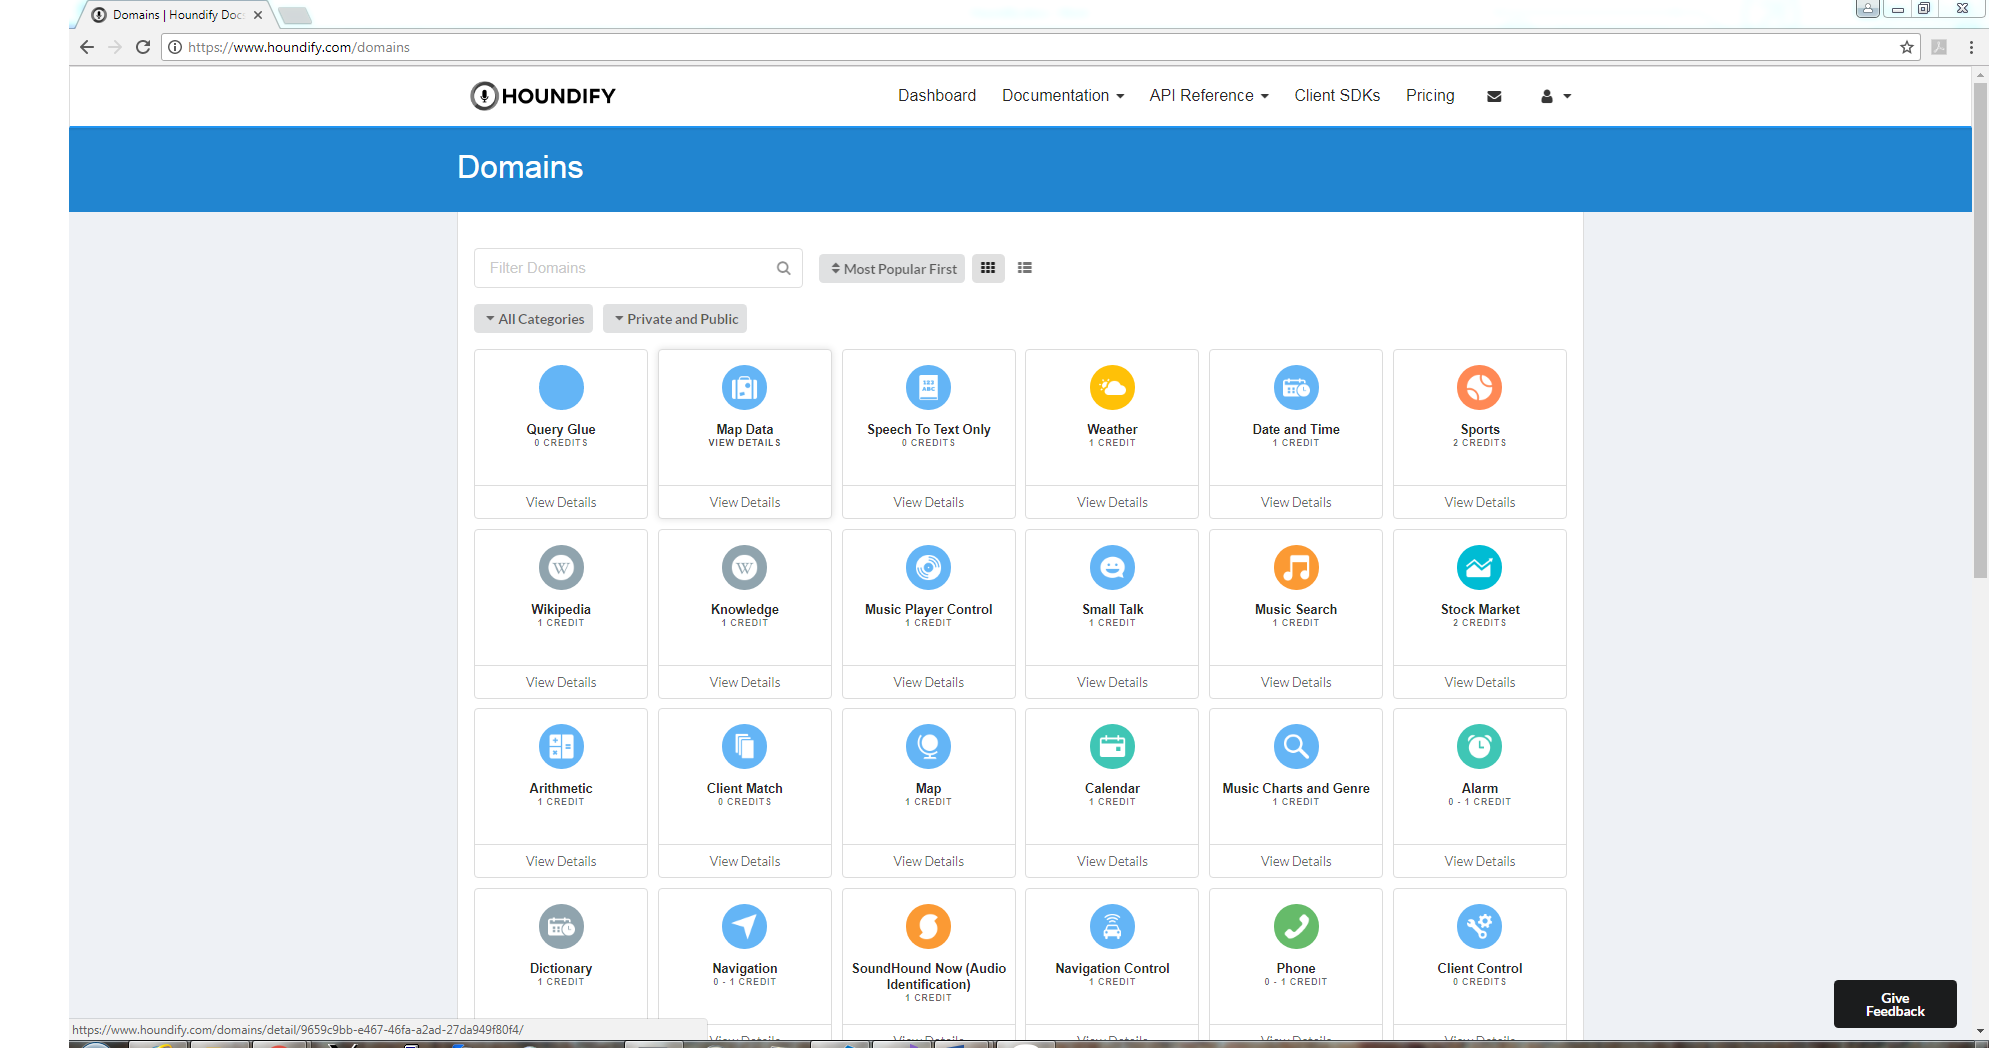 Domains | Houndify Doc
https://www.houndify.com/domains
HOUNDIFY
Dashboard Documentation API Reference Client SDKs Pricing
Domains
Filter Domains
Most Popular First
All Categories Private and Public
Query Glue Map Data Speech To Text Only Weather Date and Time Sports
0 CREDITS VIEW DETAILS 0 CREDITS 1 CREDIT 1 CREDIT 2 CREDITS
View Details View Details View Details View Details View Details View Details
Wikipedia Knowledge Music Player Control Small Talk Music Search Stock Market
1 CREDIT 1 CREDIT 1 CREDIT 1 CREDIT 1 CREDIT 2 CREDITS
View Details View Details View Details View Details View Details View Details
Arithmetic Client Match Map Calendar Music Charts and Genre Alarm
1 CREDIT 0 CREDITS 1 CREDIT 1 CREDIT 1 CREDIT 0 - 1 CREDIT
View Details View Details View Details View Details View Details View Details
Dictionary Navigation SoundHound Now (Audio Navigation Control Phone Client Control
1 CREDIT 0 - 1 CREDIT Identification) 1 CREDIT 0 - 1 CREDIT 0 CREDITS
1 CREDIT
Give
Feedback
https://www.houndify.com/domains/detail/9659c9bb-e467-46fa-a2ad-27da949f80f4/